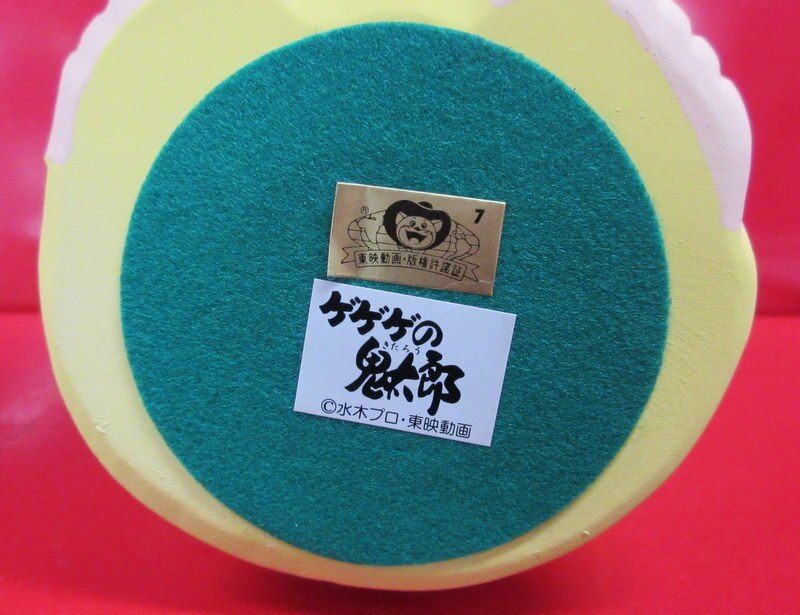 ® 7
東映動画・版権許諾証
ゲゲゲの
きたろう
鬼太郎
©水木プロ・東映動画